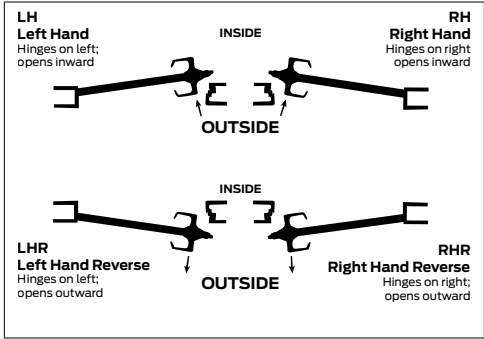 LH
Left Hand
Hinges on left;
opens inward
INSIDE
RH
Right Hand
Hinges on right
opens inward
OUTSIDE
INSIDE
LHR
Left Hand Reverse
Hinges on left;
opens outward
OUTSIDE
RHR
Right Hand Reverse
Hinges on right;
opens outward